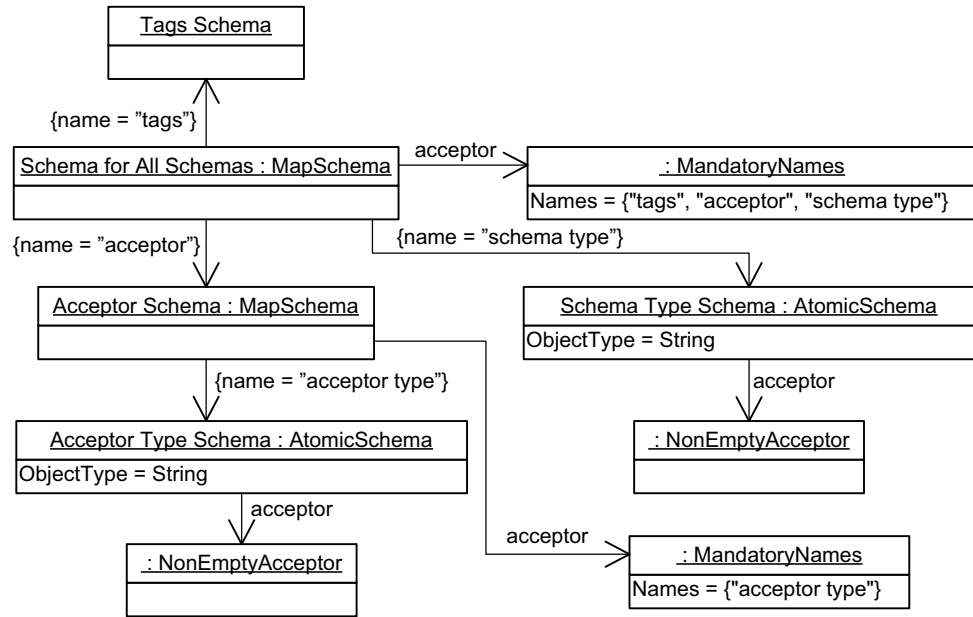 Tags Schema
{name = ”tags”}
Schema for All Schemas : MapSchema
acceptor
: MandatoryNames
Names = {"tags", "acceptor", "schema type"}
{name = ”acceptor”}
{name = ”schema type”}
Acceptor Schema : MapSchema
Schema Type Schema : AtomicSchema
ObjectType = String
{name = ”acceptor type”}
acceptor
Acceptor Type Schema : AtomicSchema
ObjectType = String
: NonEmptyAcceptor
acceptor
acceptor
: NonEmptyAcceptor
: MandatoryNames
Names = {"acceptor type"}